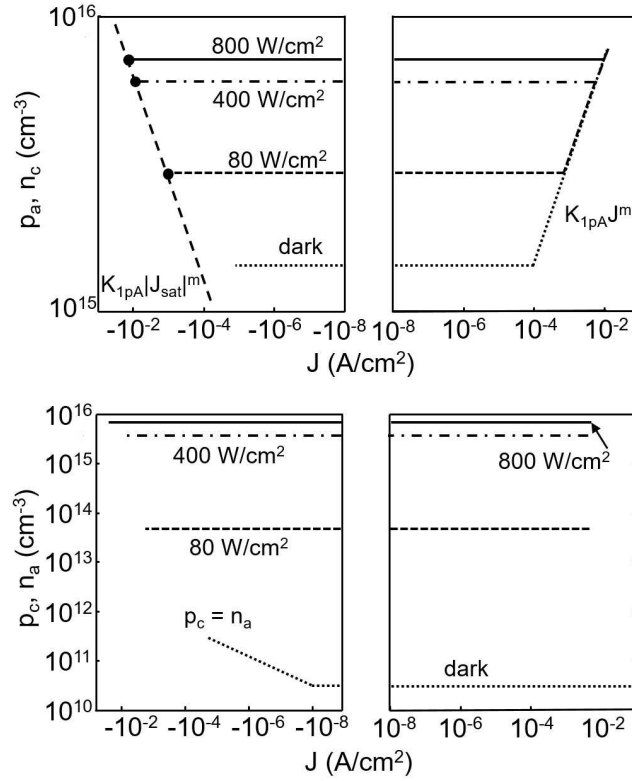 10^16
800 W/cm^2
400 W/cm^2
80 W/cm^2
dark
K_1pA|J_sat|^m
K_1pAJ^m
10^15
p_a, n_c (cm^-3)
-10^-2 -10^-4 -10^-6 -10^-8 10^-8 10^-6 10^-4 10^-2
J (A/cm^2)
10^16
10^15
10^14
10^13
10^12
10^11
10^10
p_c, n_a (cm^-3)
400 W/cm^2
800 W/cm^2
80 W/cm^2
p_c = n_a
dark
-10^-2 -10^-4 -10^-6 -10^-8 10^-8 10^-6 10^-4 10^-2
J (A/cm^2)